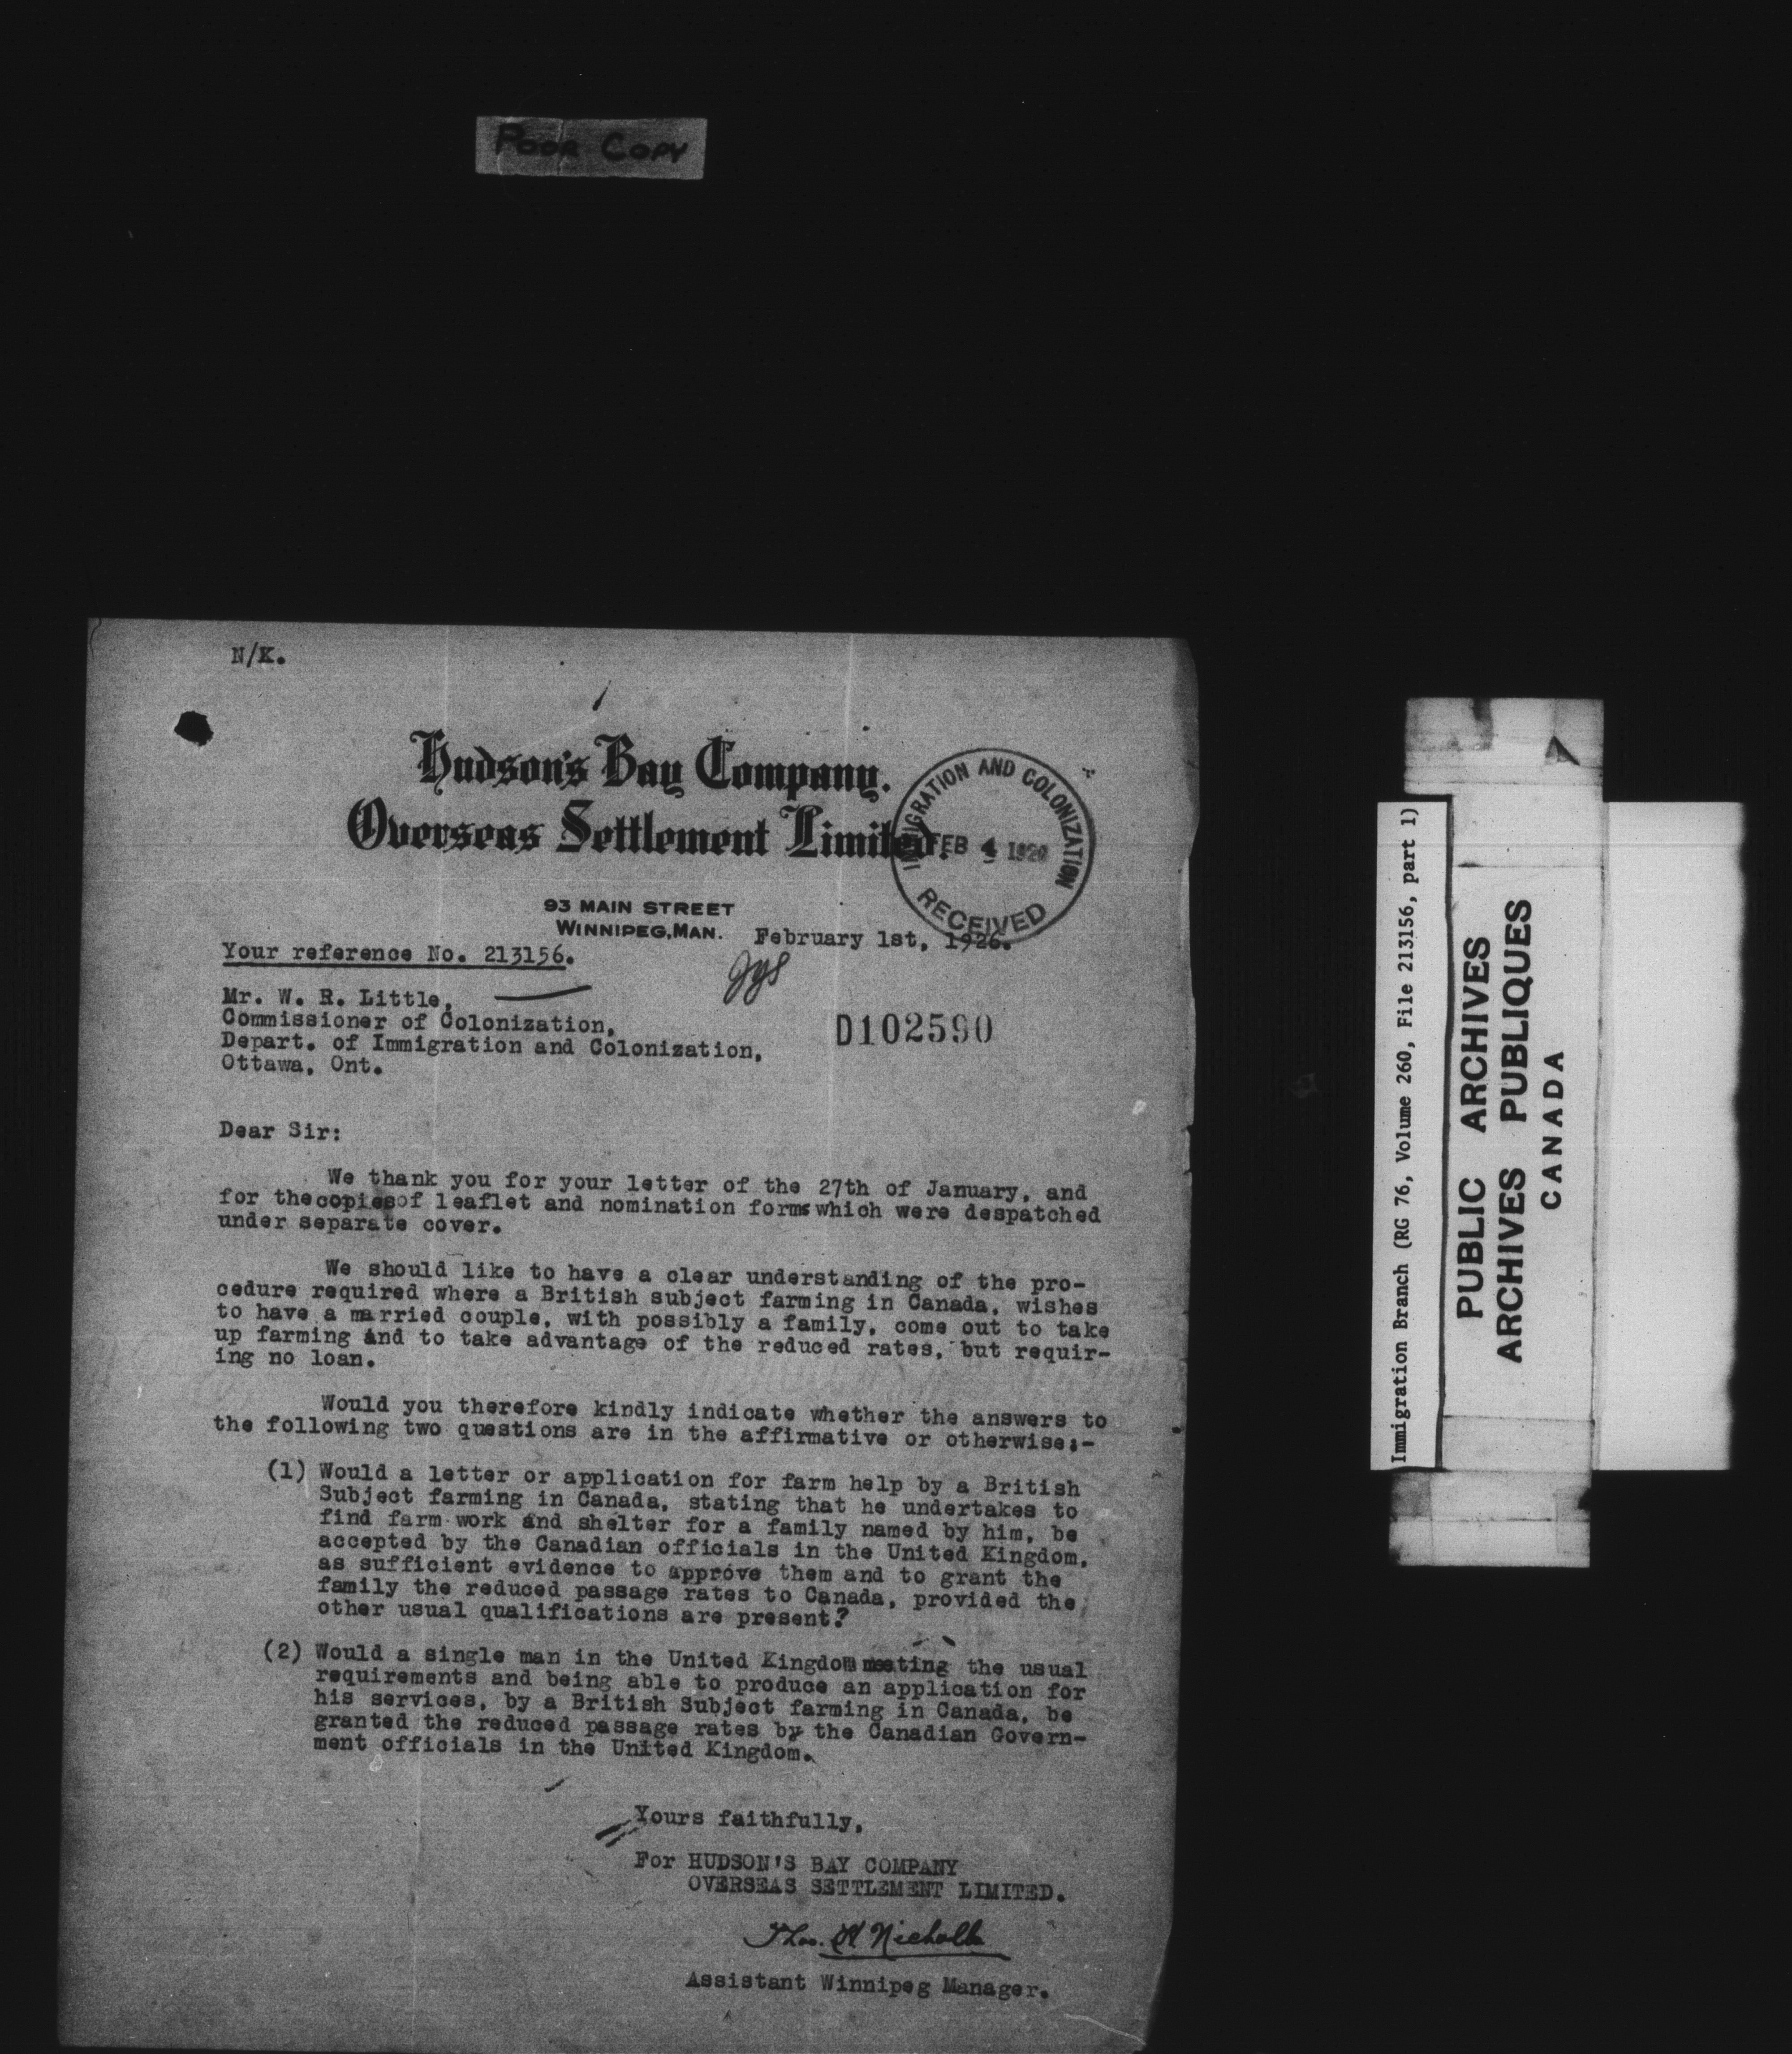 POOR COPY
N/K.
Hudson's Bay Company.
Overseas Settlement Limited.
IMMIGRATION AND COLONIZATION
FEB 4 1926
RECEIVED
93 MAIN STREET
WINNIPEG, MAN.
February 1st, 1926.
Your reference No. 213156.
Mr. W. R. Little,
Commissioner of Colonization,
Depart. of Immigration and Colonization,
Ottawa, Ont.
D102590
Dear Sir:
We thank you for your letter of the 27th of January, and
for the copies of leaflet and nomination forms which were despatched
under separate cover.
We should like to have a clear understanding of the pro-
cedure required where a British subject farming in Canada, wishes
to have a married couple, with possibly a family, come out to take
up farming and to take advantage of the reduced rates, but requir-
ing no loan.
Would you therefore kindly indicate whether the answers to
the following two questions are in the affirmative or otherwise:-
(1) Would a letter or application for farm help by a British
Subject farming in Canada, stating that he undertakes to
find farm work and shelter for a family named by him, be
accepted by the Canadian officials in the United Kingdom,
as sufficient evidence to approve them and to grant the
family the reduced passage rates to Canada, provided the
other usual qualifications are present?
(2) Would a single man in the United Kingdom meeting the usual
requirements and being able to produce an application for
his services, by a British Subject farming in Canada, be
granted the reduced passage rates by the Canadian Govern-
ment officials in the United Kingdom.
Yours faithfully,
For HUDSON'S BAY COMPANY
OVERSEAS SETTLEMENT LIMITED.
Thos. H Nicholls
Assistant Winnipeg Manager.
Immigration Branch (RG 76, Volume 260, File 213156, part 1)
PUBLIC ARCHIVES
ARCHIVES PUBLIQUES
CANADA